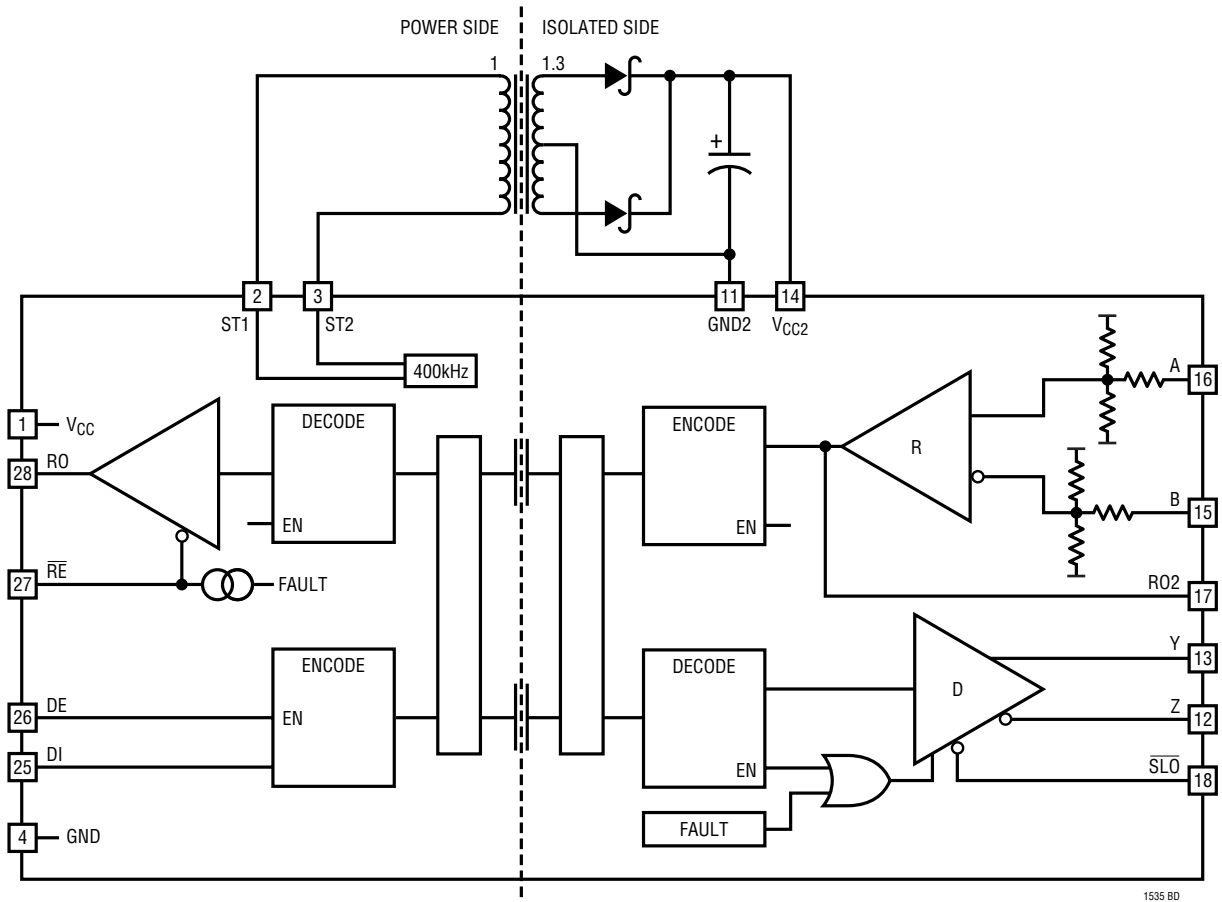 POWER SIDE
ISOLATED SIDE
1
1.3
+
2
3
11
14
ST1
ST2
GND2
VCC2
400kHz
A
16
1
VCC
DECODE
ENCODE
28
RO
R
EN
EN
B
15
27
RE
FAULT
RO2
17
ENCODE
DECODE
Y
13
26
DE
EN
D
Z
12
25
DI
EN
SLO
18
FAULT
4
GND
1535 BD